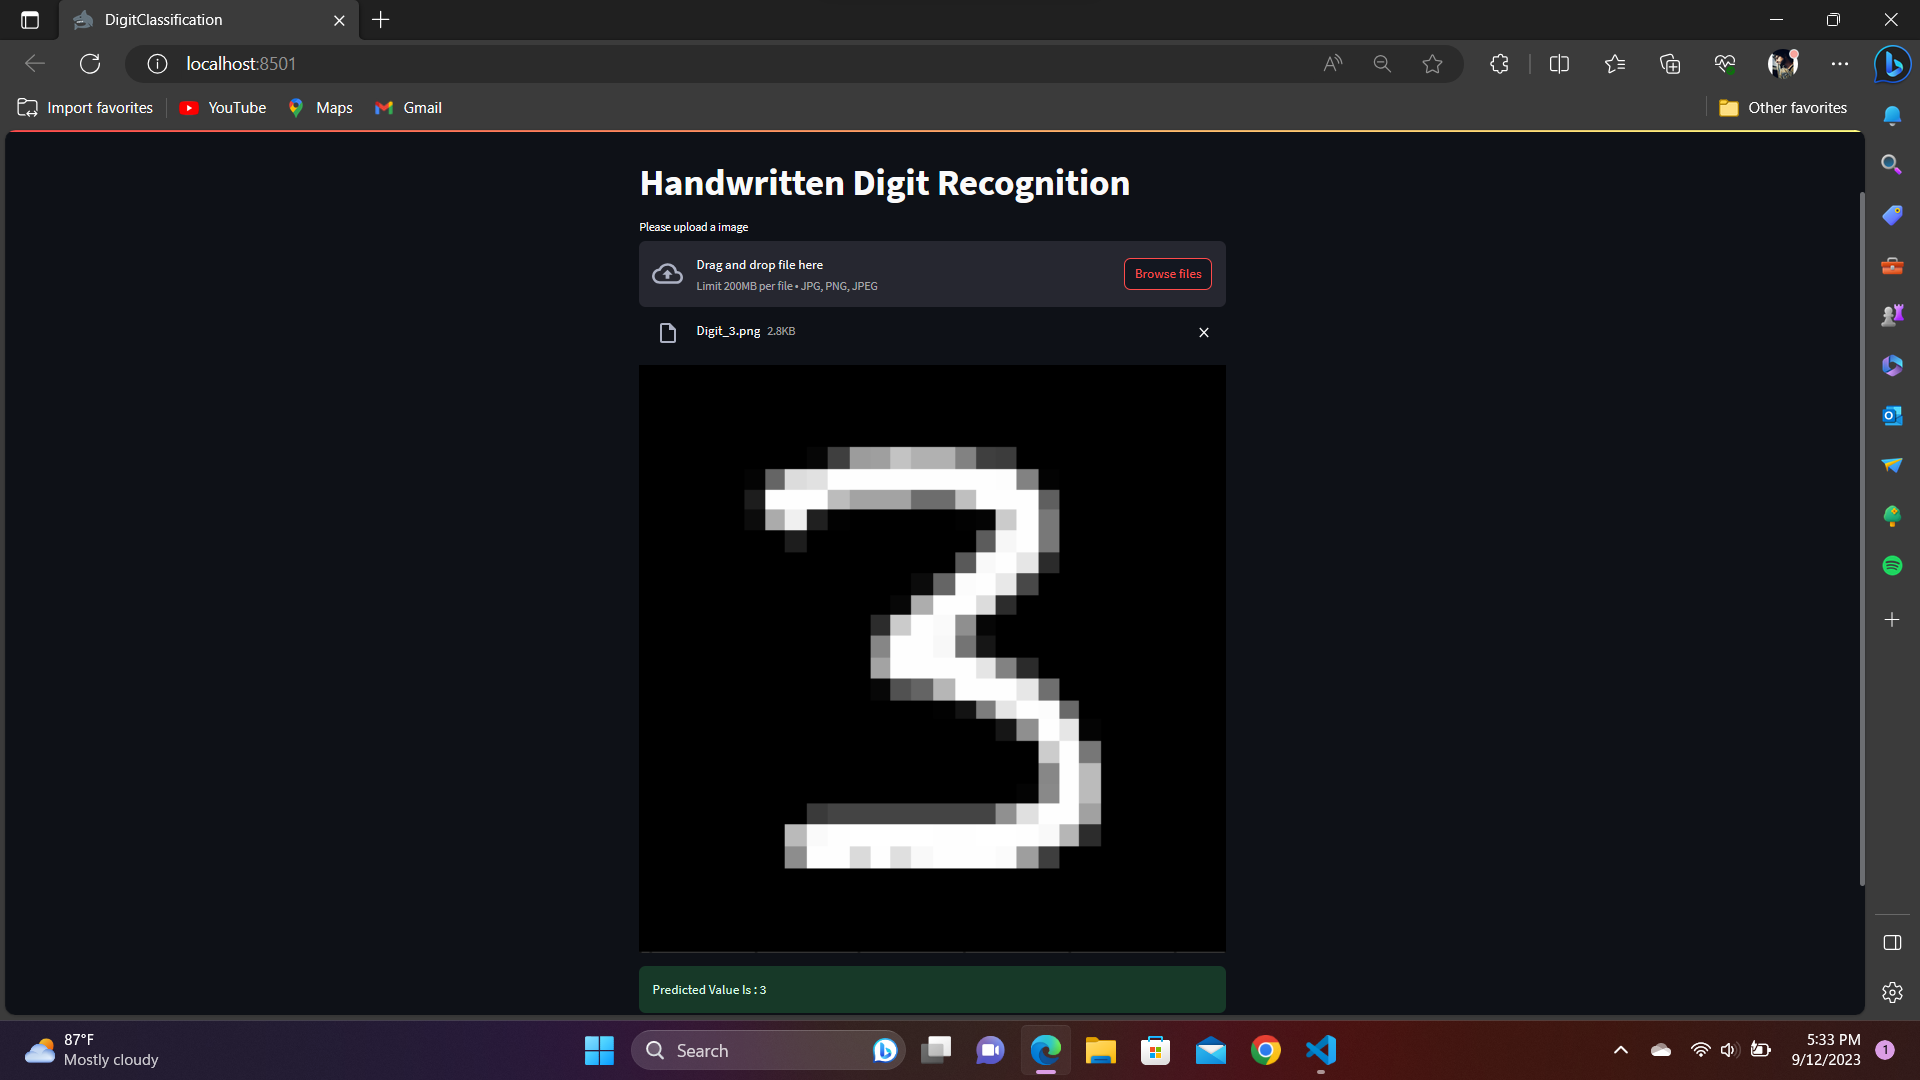 DigitClassification
localhost:8501
Import favorites
YouTube
Maps
Gmail
Other favorites
Handwritten Digit Recognition
Please upload a image
Drag and drop file here
Limit 200MB per file • JPG, PNG, JPEG
Browse files
Digit_3.png 2.8KB
3
Predicted Value Is : 3
87°F
Mostly cloudy
Search
5:33 PM
9/12/2023
1